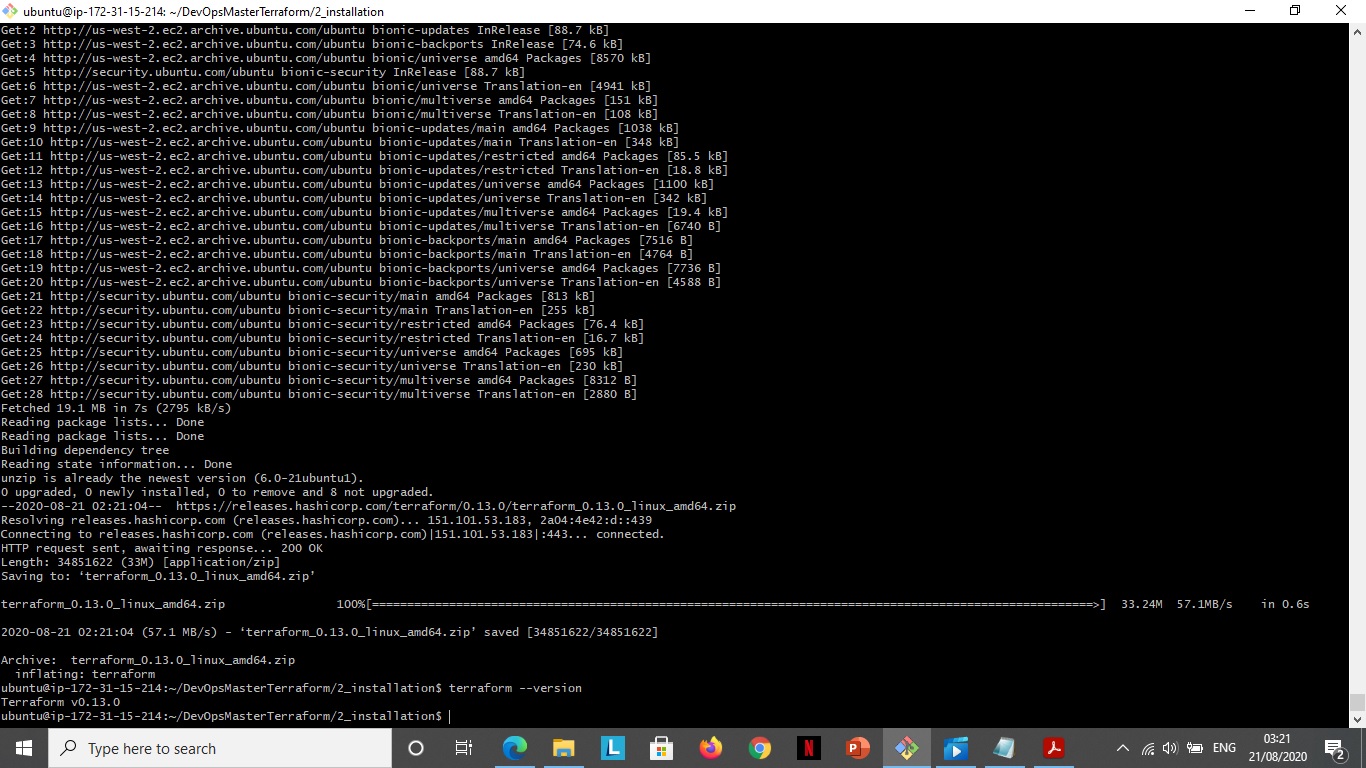 ubuntu@ip-172-31-15-214: ~/DevOpsMasterTerraform/2_installation
Get:2 http://us-west-2.ec2.archive.ubuntu.com/ubuntu bionic-updates InRelease [88.7 kB]
Get:3 http://us-west-2.ec2.archive.ubuntu.com/ubuntu bionic-backports InRelease [74.6 kB]
Get:4 http://us-west-2.ec2.archive.ubuntu.com/ubuntu bionic/universe amd64 Packages [8570 kB]
Get:5 http://security.ubuntu.com/ubuntu bionic-security InRelease [88.7 kB]
Get:6 http://us-west-2.ec2.archive.ubuntu.com/ubuntu bionic/universe Translation-en [4941 kB]
Get:7 http://us-west-2.ec2.archive.ubuntu.com/ubuntu bionic/multiverse amd64 Packages [151 kB]
Get:8 http://us-west-2.ec2.archive.ubuntu.com/ubuntu bionic/multiverse Translation-en [108 kB]
Get:9 http://us-west-2.ec2.archive.ubuntu.com/ubuntu bionic-updates/main amd64 Packages [1038 kB]
Get:10 http://us-west-2.ec2.archive.ubuntu.com/ubuntu bionic-updates/main Translation-en [348 kB]
Get:11 http://us-west-2.ec2.archive.ubuntu.com/ubuntu bionic-updates/restricted amd64 Packages [85.5 kB]
Get:12 http://us-west-2.ec2.archive.ubuntu.com/ubuntu bionic-updates/restricted Translation-en [18.8 kB]
Get:13 http://us-west-2.ec2.archive.ubuntu.com/ubuntu bionic-updates/universe amd64 Packages [1100 kB]
Get:14 http://us-west-2.ec2.archive.ubuntu.com/ubuntu bionic-updates/universe Translation-en [342 kB]
Get:15 http://us-west-2.ec2.archive.ubuntu.com/ubuntu bionic-updates/multiverse amd64 Packages [19.4 kB]
Get:16 http://us-west-2.ec2.archive.ubuntu.com/ubuntu bionic-updates/multiverse Translation-en [6740 B]
Get:17 http://us-west-2.ec2.archive.ubuntu.com/ubuntu bionic-backports/main amd64 Packages [7516 B]
Get:18 http://us-west-2.ec2.archive.ubuntu.com/ubuntu bionic-backports/main Translation-en [4764 B]
Get:19 http://us-west-2.ec2.archive.ubuntu.com/ubuntu bionic-backports/universe amd64 Packages [7736 B]
Get:20 http://us-west-2.ec2.archive.ubuntu.com/ubuntu bionic-backports/universe Translation-en [4588 B]
Get:21 http://security.ubuntu.com/ubuntu bionic-security/main amd64 Packages [813 kB]
Get:22 http://security.ubuntu.com/ubuntu bionic-security/main Translation-en [255 kB]
Get:23 http://security.ubuntu.com/ubuntu bionic-security/restricted amd64 Packages [76.4 kB]
Get:24 http://security.ubuntu.com/ubuntu bionic-security/restricted Translation-en [16.7 kB]
Get:25 http://security.ubuntu.com/ubuntu bionic-security/universe amd64 Packages [695 kB]
Get:26 http://security.ubuntu.com/ubuntu bionic-security/universe Translation-en [230 kB]
Get:27 http://security.ubuntu.com/ubuntu bionic-security/multiverse amd64 Packages [8312 B]
Get:28 http://security.ubuntu.com/ubuntu bionic-security/multiverse Translation-en [2880 B]
Fetched 19.1 MB in 7s (2795 kB/s)
Reading package lists... Done
Reading package lists... Done
Building dependency tree
Reading state information... Done
unzip is already the newest version (6.0-21ubuntu1).
0 upgraded, 0 newly installed, 0 to remove and 8 not upgraded.
--2020-08-21 02:21:04--  https://releases.hashicorp.com/terraform/0.13.0/terraform_0.13.0_linux_amd64.zip
Resolving releases.hashicorp.com (releases.hashicorp.com)... 151.101.53.183, 2a04:4e42:d::439
Connecting to releases.hashicorp.com (releases.hashicorp.com)|151.101.53.183|:443... connected.
HTTP request sent, awaiting response... 200 OK
Length: 34851622 (33M) [application/zip]
Saving to: ‘terraform_0.13.0_linux_amd64.zip’
terraform_0.13.0_linux_amd64.zip 100%[=======================================================================================================>] 33.24M 57.1MB/s in 0.6s
2020-08-21 02:21:04 (57.1 MB/s) - ‘terraform_0.13.0_linux_amd64.zip’ saved [34851622/34851622]
Archive:  terraform_0.13.0_linux_amd64.zip
  inflating: terraform
ubuntu@ip-172-31-15-214:~/DevOpsMasterTerraform/2_installation$ terraform --version
Terraform v0.13.0
ubuntu@ip-172-31-15-214:~/DevOpsMasterTerraform/2_installation$
Type here to search
L
N
P
ENG
03:21
21/08/2020
2